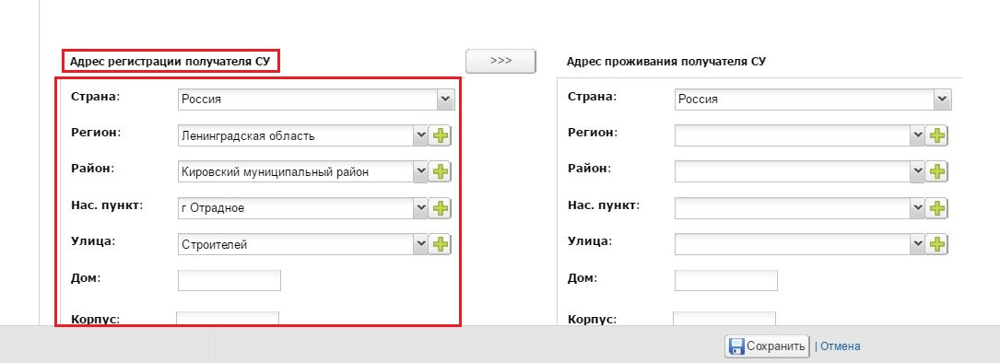 Адрес регистрации получателя СУ
>>>
Адрес проживания получателя СУ
Страна: Россия
Страна: Россия
Регион: Ленинградская область
Регион:
Район: Кировский муниципальный район
Район:
Нас. пункт: г Отрадное
Нас. пункт:
Улица: Строителей
Улица:
Дом:
Дом:
Корпус:
Корпус:
Сохранить | Отмена